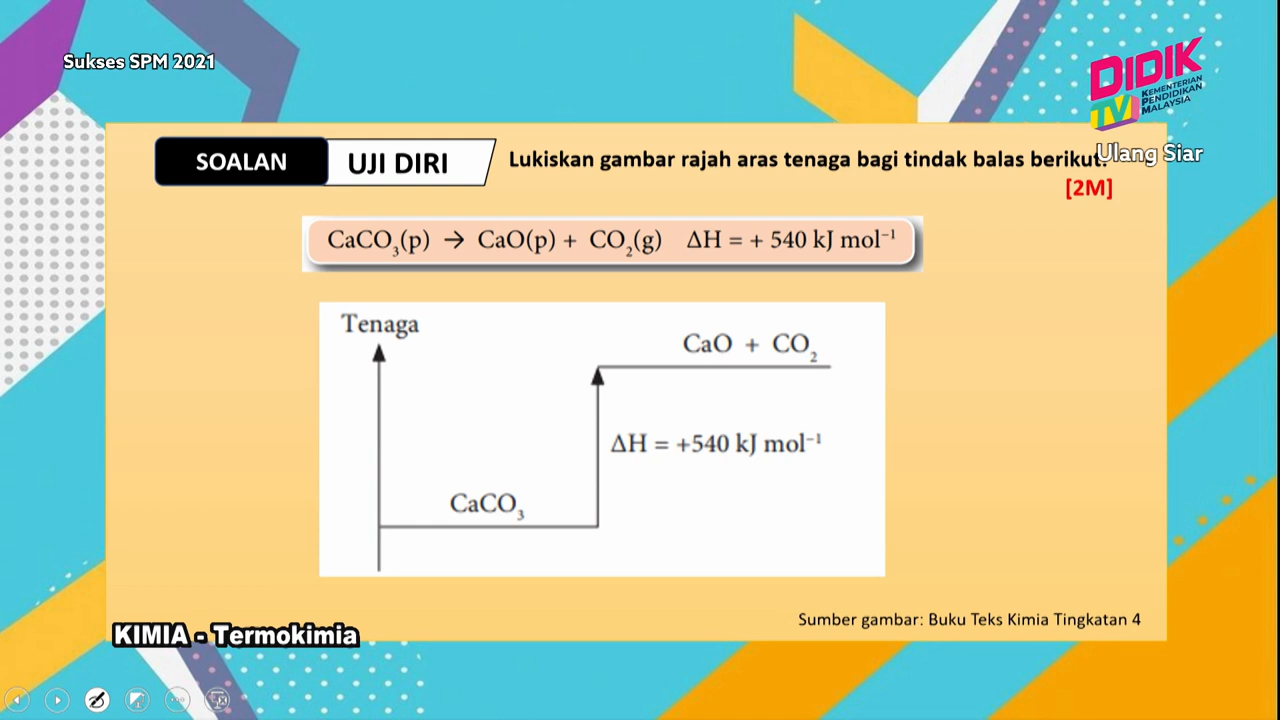 Sukses SPM 2021
DIDIK
TV
KEMENTERIAN
PENDIDIKAN
MALAYSIA
Ulang Siar
SOALAN
UJI DIRI
Lukiskan gambar rajah aras tenaga bagi tindak balas berikut.
[2M]
CaCO₃(p) → CaO(p) + CO₂(g) ΔH = + 540 kJ mol⁻¹
Tenaga
CaO + CO₂
ΔH = +540 kJ mol⁻¹
CaCO₃
Sumber gambar: Buku Teks Kimia Tingkatan 4
KIMIA - Termokimia